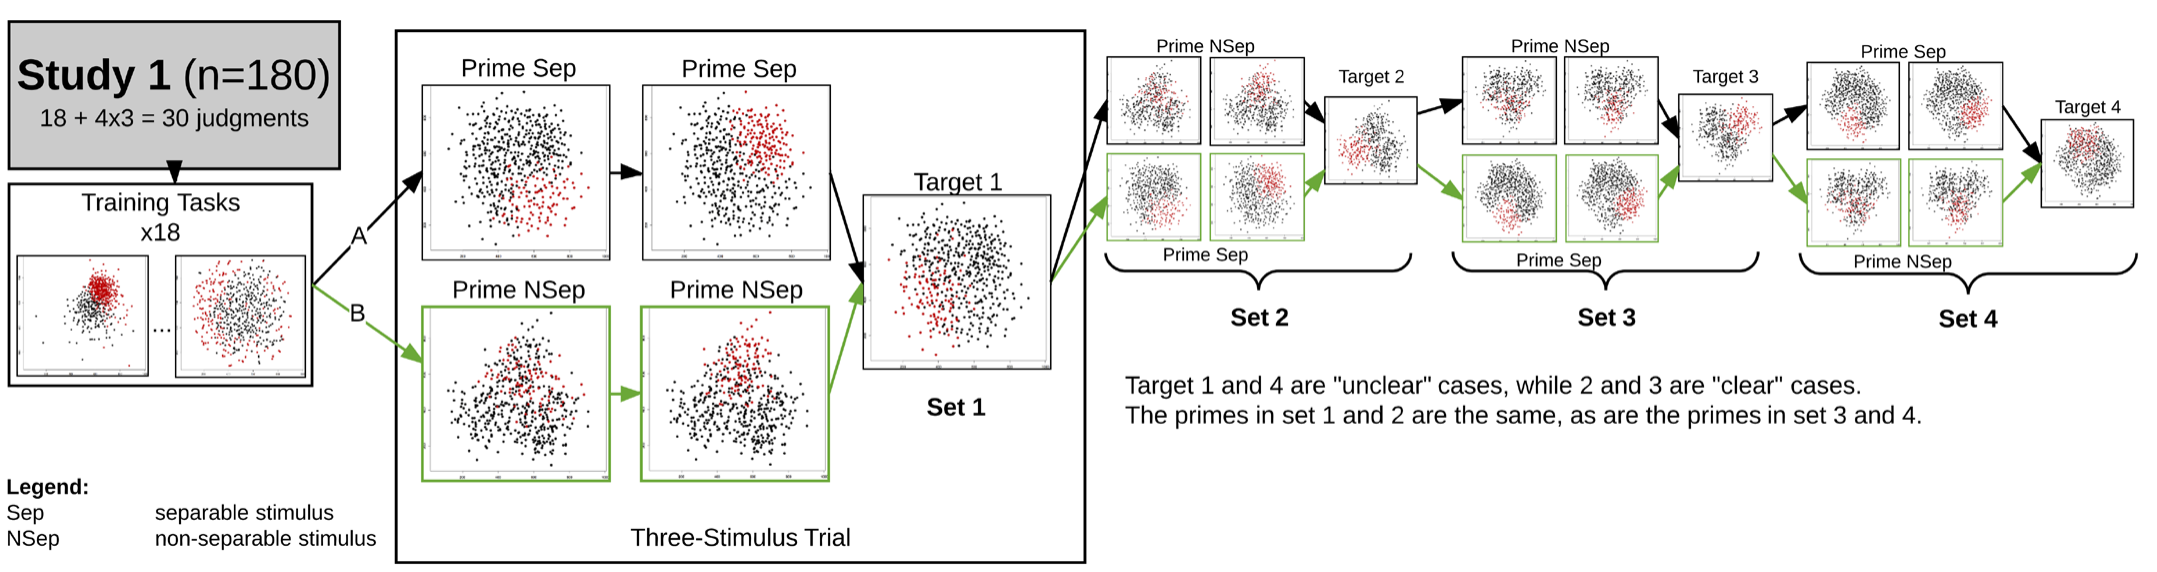 Study 1 (n=180)
18 + 4x3 = 30 judgments
Training Tasks
x18
...
A
B
Prime Sep
Prime Sep
Prime NSep
Prime NSep
Target 1
Set 1
Three-Stimulus Trial
Prime NSep
Target 2
Prime Sep
Set 2
Prime NSep
Target 3
Prime Sep
Set 3
Prime Sep
Target 4
Prime NSep
Set 4
Target 1 and 4 are "unclear" cases, while 2 and 3 are "clear" cases.
The primes in set 1 and 2 are the same, as are the primes in set 3 and 4.
Legend:
Sep separable stimulus
NSep non-separable stimulus